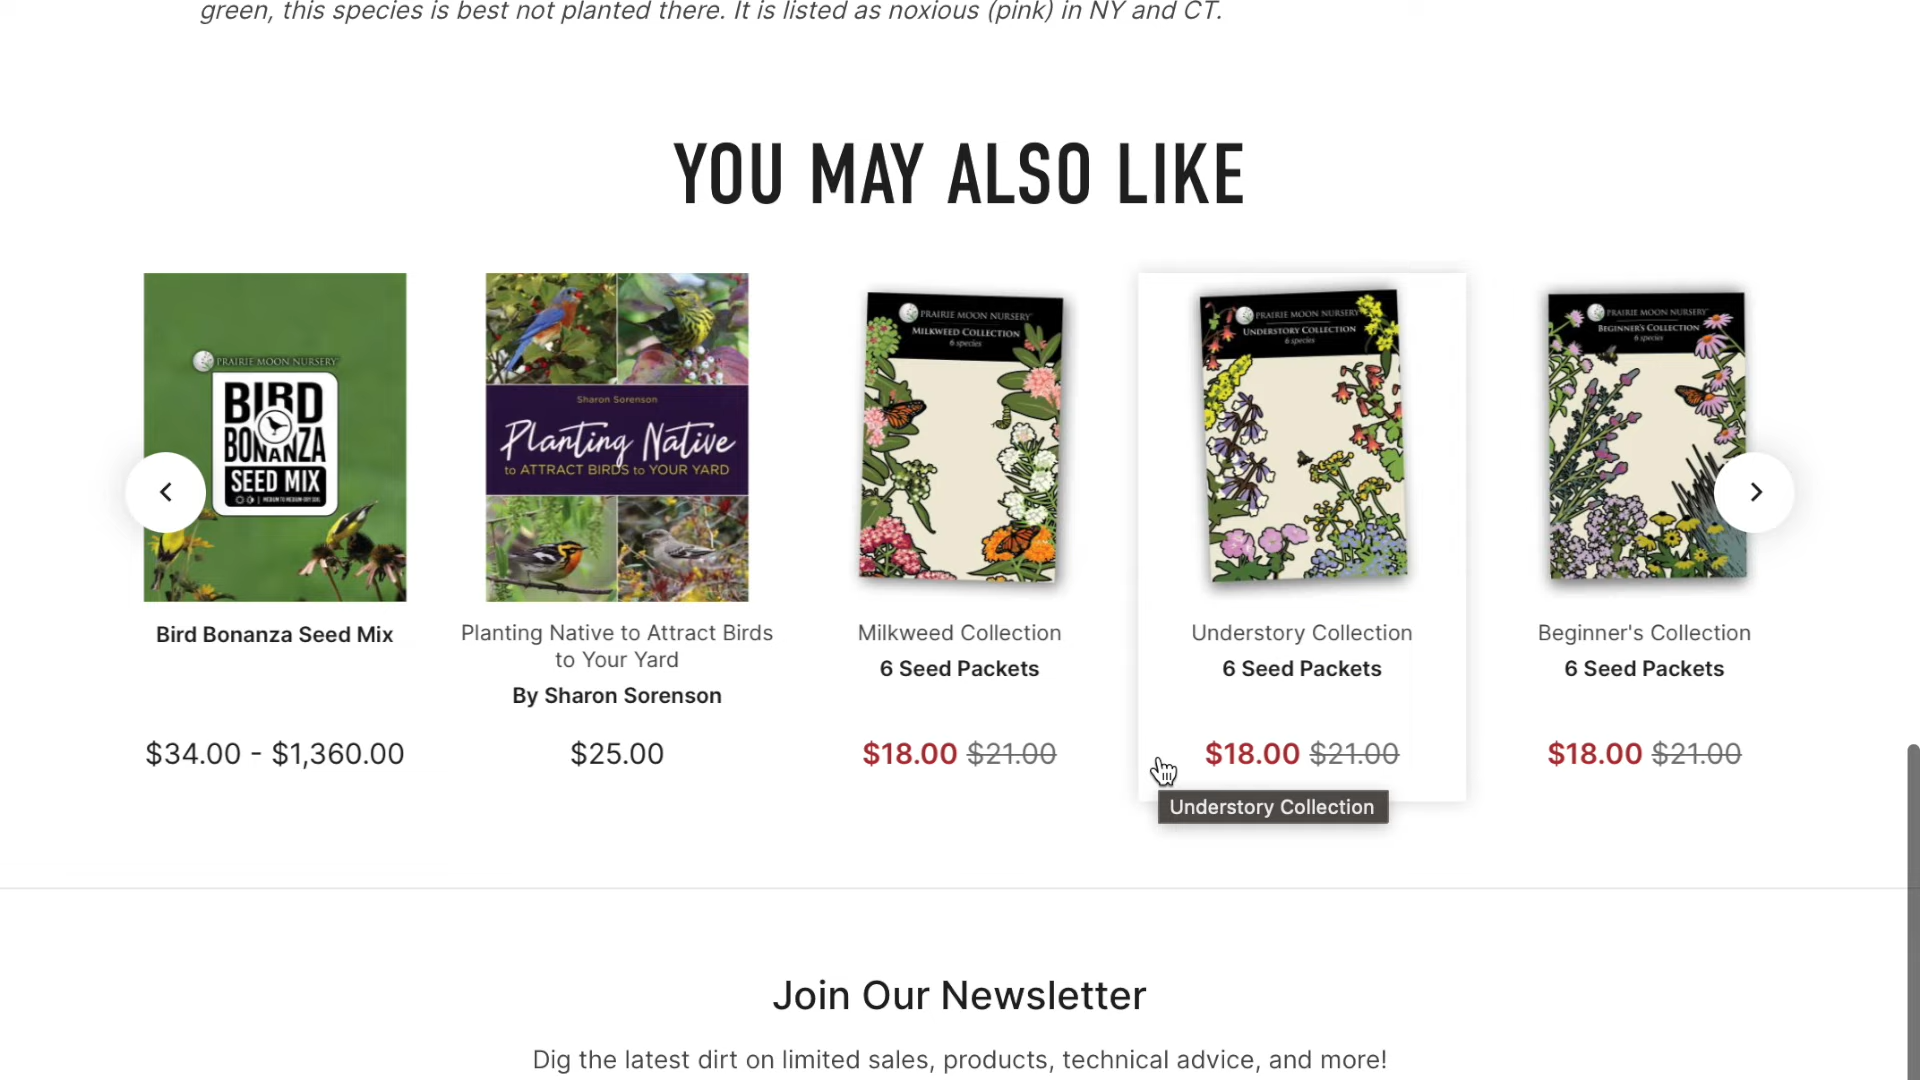 green, this species is best not planted there. It is listed as noxious (pink) in NY and CT.
YOU MAY ALSO LIKE
PRAIRIE MOON NURSERY
BIRD
BONANZA
SEED MIX
MEDIUM TO MEDIUM-DRY SOIL
Bird Bonanza Seed Mix
$34.00 - $1,360.00
Sharon Sorenson
Planting Native
to ATTRACT BIRDS to YOUR YARD
Planting Native to Attract Birds
to Your Yard
By Sharon Sorenson
$25.00
PRAIRIE MOON NURSERY
MILKWEED COLLECTION
6 species
Milkweed Collection
6 Seed Packets
$18.00 $21.00
PRAIRIE MOON NURSERY
UNDERSTORY COLLECTION
6 species
Understory Collection
6 Seed Packets
$18.00 $21.00
Understory Collection
PRAIRIE MOON NURSERY
BEGINNER'S COLLECTION
6 species
Beginner's Collection
6 Seed Packets
$18.00 $21.00
Join Our Newsletter
Dig the latest dirt on limited sales, products, technical advice, and more!